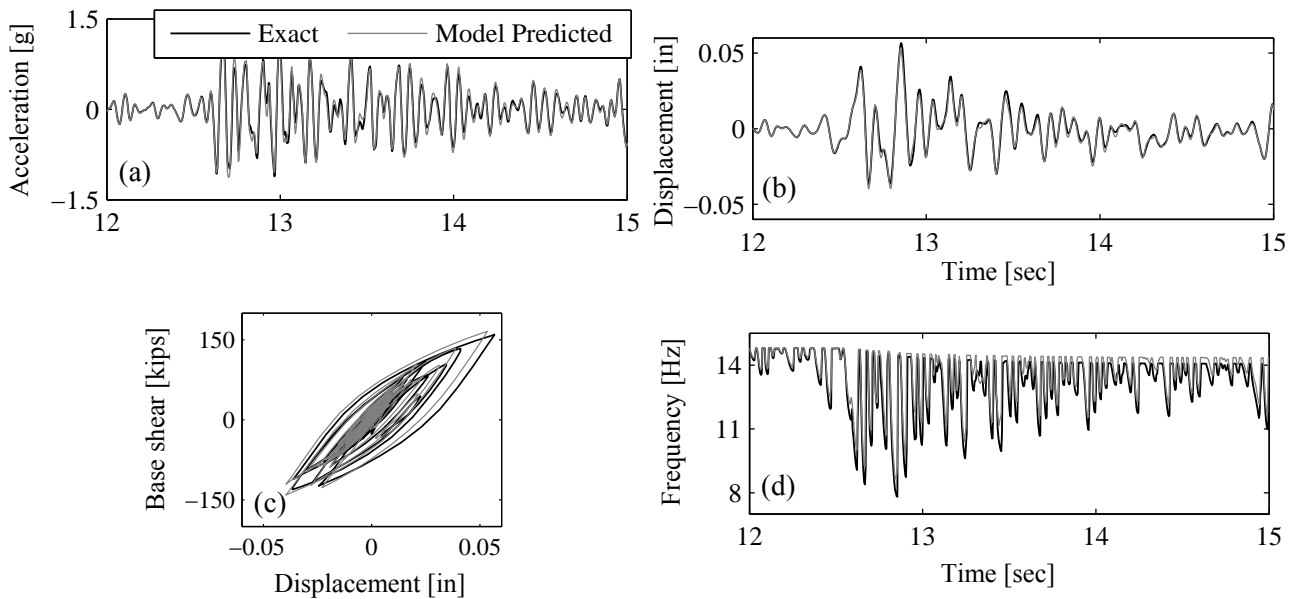 Acceleration [g]
1.5
0
−1.5
Exact
Model Predicted
(a)
12
13
14
15
Displacement [in]
0.05
0
−0.05
(b)
12
13
14
15
Time [sec]
Base shear [kips]
150
0
−150
(c)
−0.05
0
0.05
Displacement [in]
Frequency [Hz]
14
11
8
(d)
12
13
14
15
Time [sec]